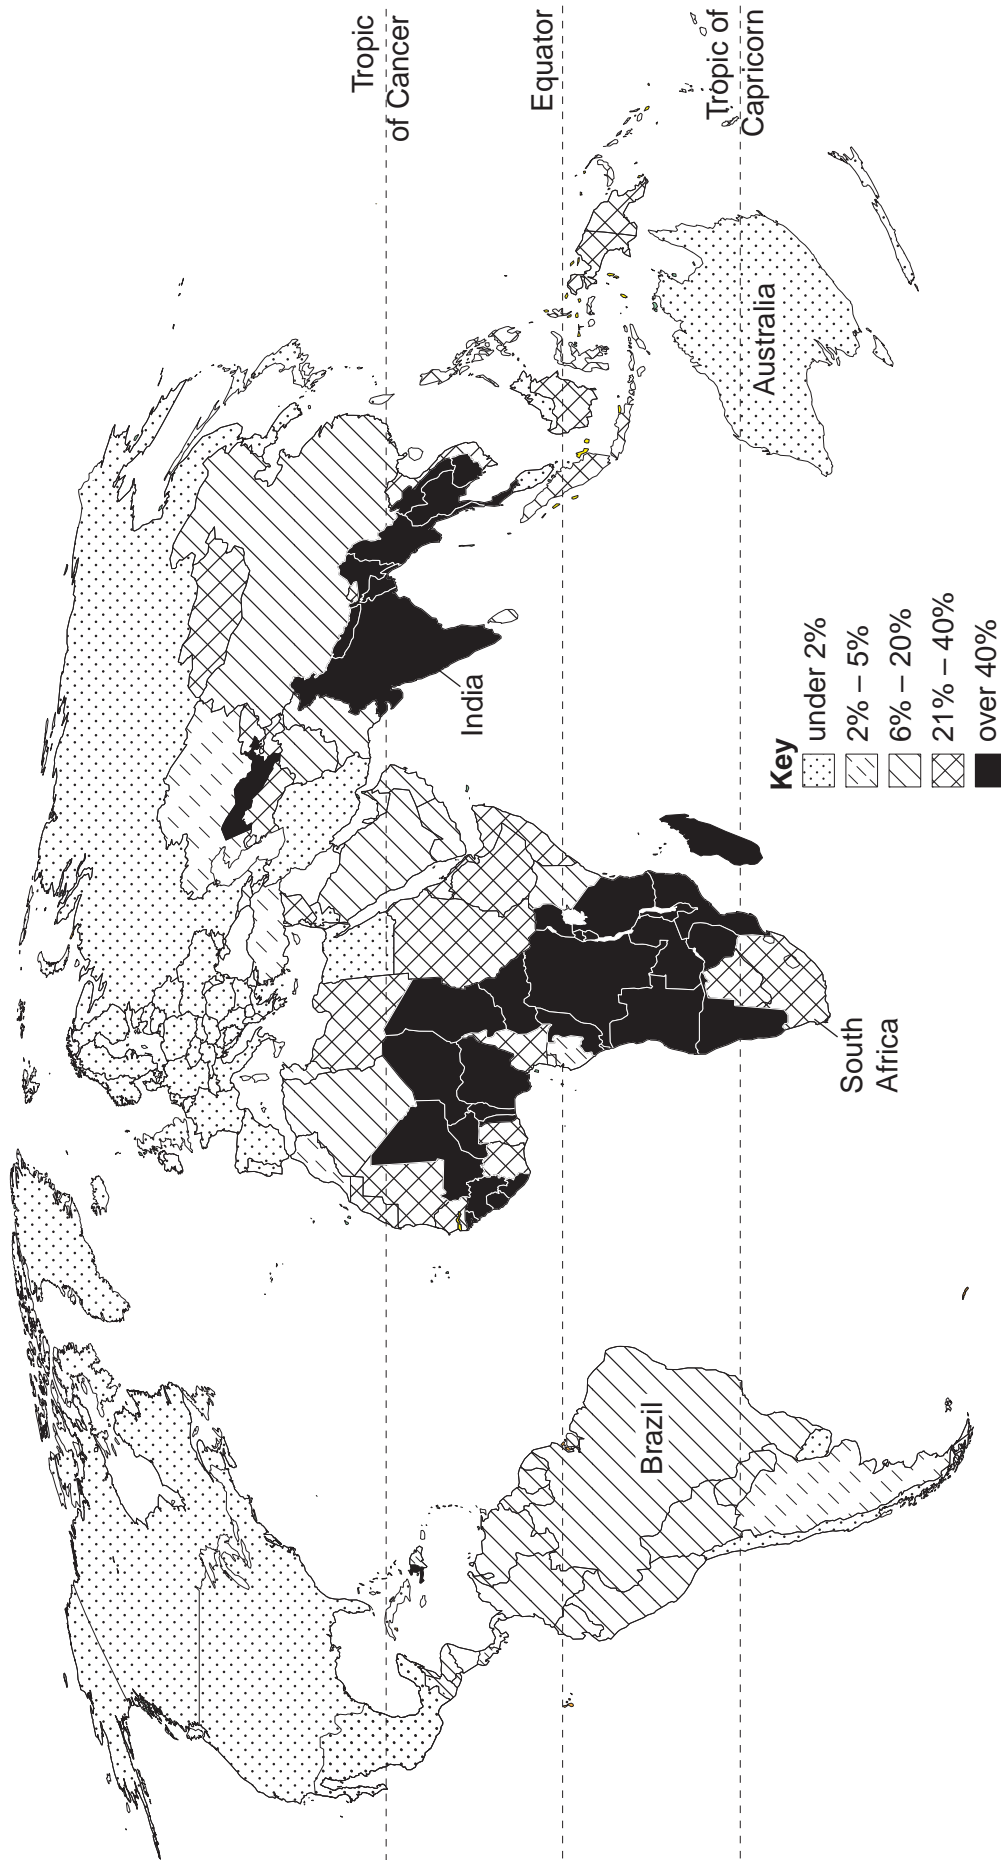 Tropic
of Cancer
Equator
Tropic of
Capricorn
Australia
India
South
Africa
Brazil
Key
under 2%
2% – 5%
6% – 20%
21% – 40%
over 40%